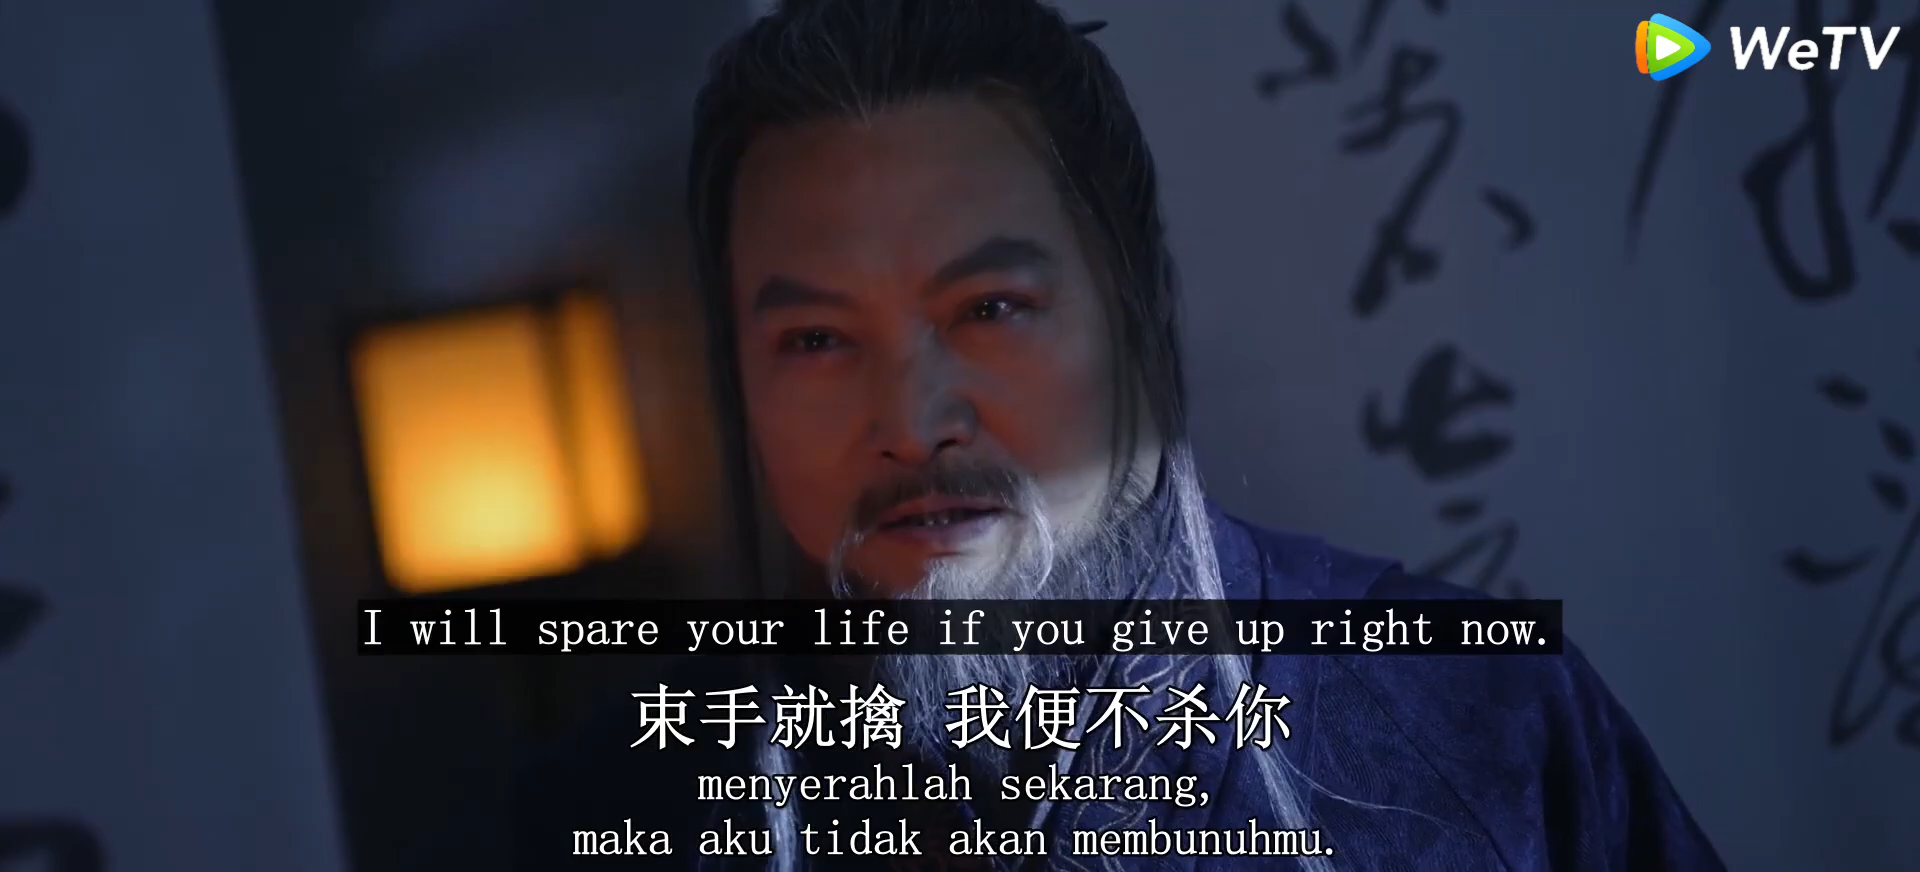 WeTV
I will spare your life if you give up right now.
束手就擒 我便不杀你
menyerahlah sekarang,
maka aku tidak akan membunuhmu.